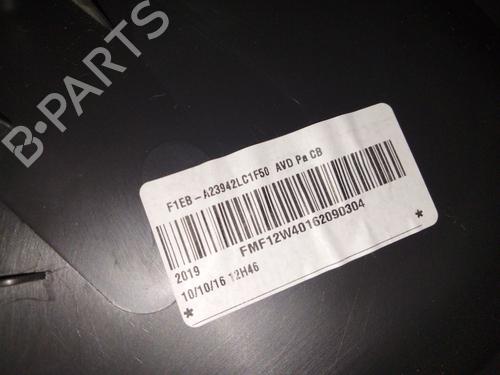 B-PARTS
F1EB-A23942LC1F50 AVD Pa CB
FMF12W40162090304
2019
10/10/16 12H46